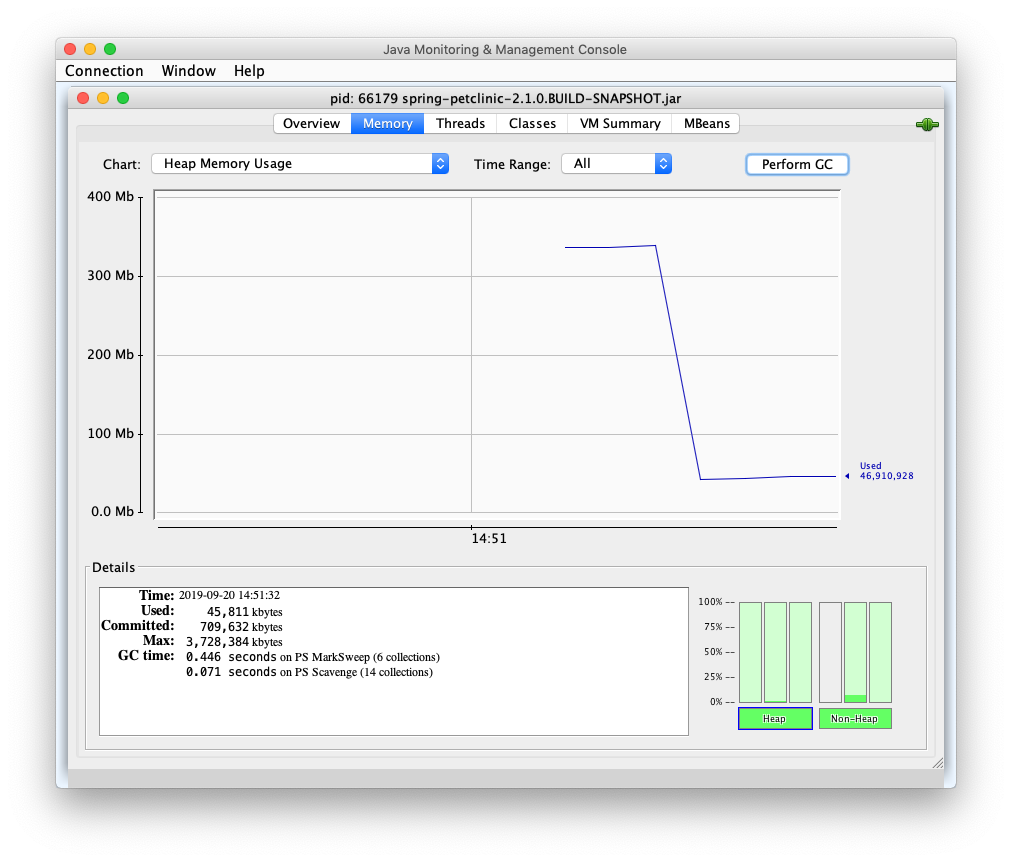 Java Monitoring & Management Console
Connection Window Help
pid: 66179 spring-petclinic-2.1.0.BUILD-SNAPSHOT.jar
Overview Memory Threads Classes VM Summary MBeans
Chart: Heap Memory Usage Time Range: All Perform GC
400 Mb
300 Mb
200 Mb
100 Mb
0.0 Mb
Used
46,910,928
14:51
Details
Time: 2019-09-20 14:51:32
Used: 45,811 kbytes
Committed: 709,632 kbytes
Max: 3,728,384 kbytes
GC time: 0.446 seconds on PS MarkSweep (6 collections)
0.071 seconds on PS Scavenge (14 collections)
100% --
75% --
50% --
25% --
0% --
Heap Non-Heap